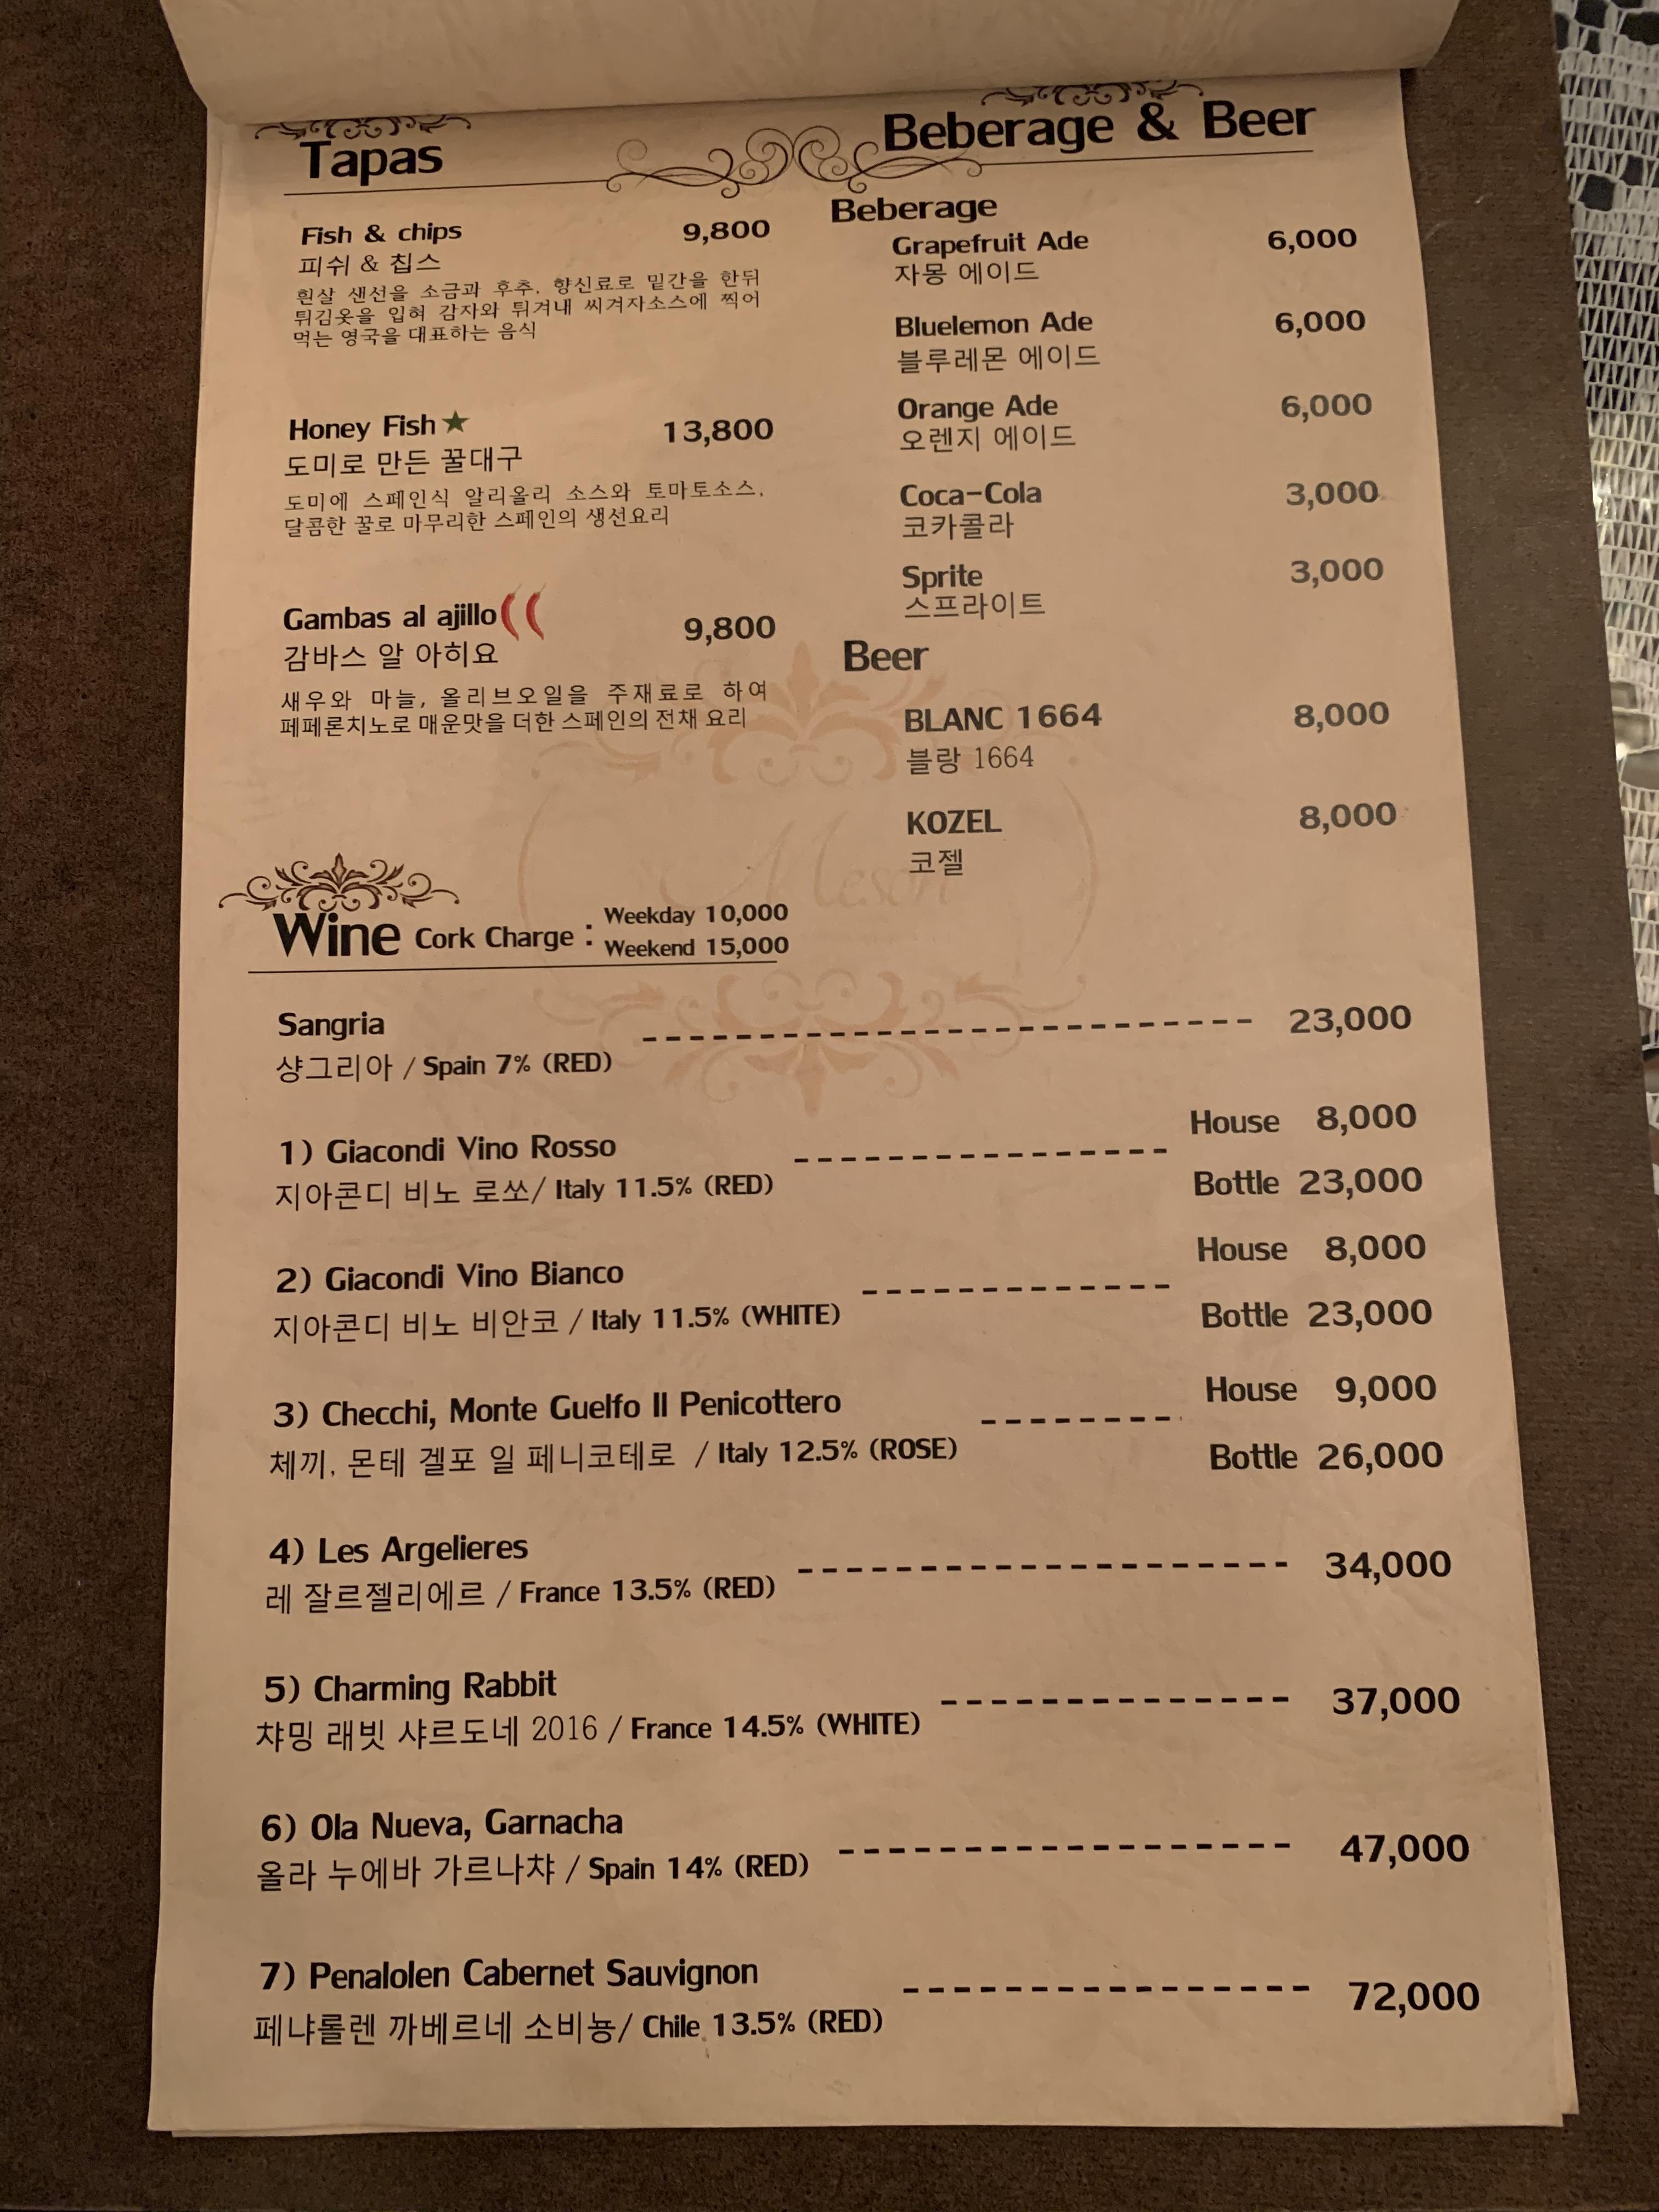 Tapas
Fish & chips 9,800
피쉬 & 칩스
흰살 샌선을 소금과 후추, 향신료로 밑간을 한뒤
튀김옷을 입혀 감자와 튀겨내 씨겨자소스에 찍어
먹는 영국을 대표하는 음식
Honey Fish★ 13,800
도미로 만든 꿀대구
도미에 스페인식 알리올리 소스와 토마토소스,
달콤한 꿀로 마무리한 스페인의 생선요리
Gambas al ajillo 9,800
감바스 알 아히요
새우와 마늘, 올리브오일을 주재료로 하여
페페론치노로 매운맛을 더한 스페인의 전채 요리
Beberage & Beer
Beberage
Grapefruit Ade 6,000
자몽 에이드
Bluelemon Ade 6,000
블루레몬 에이드
Orange Ade 6,000
오렌지 에이드
Coca-Cola 3,000
코카콜라
Sprite 3,000
스프라이트
Beer
BLANC 1664 8,000
블랑 1664
KOZEL 8,000
코젤
Meson
Wine Cork Charge : Weekday 10,000
Weekend 15,000
Sangria 23,000
샹그리아 / Spain 7% (RED)
1) Giacondi Vino Rosso House 8,000
지아콘디 비노 로쏘/ Italy 11.5% (RED) Bottle 23,000
2) Giacondi Vino Bianco House 8,000
지아콘디 비노 비안코 / Italy 11.5% (WHITE) Bottle 23,000
3) Checchi, Monte Guelfo Il Penicottero House 9,000
체끼, 몬테 겔포 일 페니코테로 / Italy 12.5% (ROSE) Bottle 26,000
4) Les Argelieres 34,000
레 잘르젤리에르 / France 13.5% (RED)
5) Charming Rabbit 37,000
챠밍 래빗 샤르도네 2016 / France 14.5% (WHITE)
6) Ola Nueva, Garnacha 47,000
올라 누에바 가르나챠 / Spain 14% (RED)
7) Penalolen Cabernet Sauvignon 72,000
페냐롤렌 까베르네 소비뇽/ Chile 13.5% (RED)